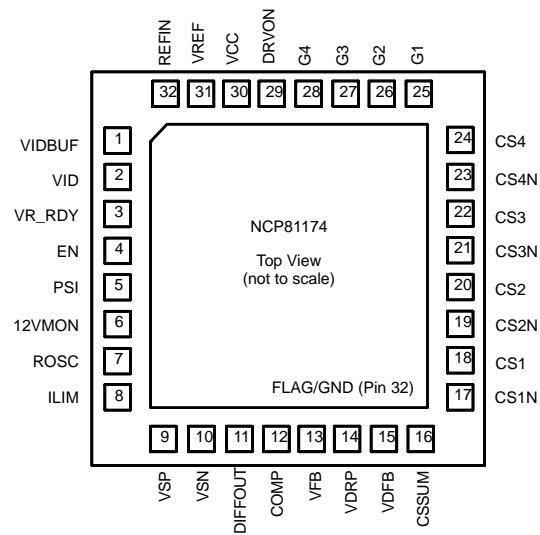 REFIN
VREF
VCC
DRVON
G4
G3
G2
G1
32 31 30 29 28 27 26 25
VIDBUF 1
VID 2
VR_RDY 3
EN 4
PSI 5
12VMON 6
ROSC 7
ILIM 8
24 CS4
23 CS4N
22 CS3
21 CS3N
20 CS2
19 CS2N
18 CS1
17 CS1N
NCP81174
Top View
(not to scale)
FLAG/GND (Pin 32)
9 10 11 12 13 14 15 16
VSP
VSN
DIFFOUT
COMP
VFB
VDRP
VDFB
CSSUM